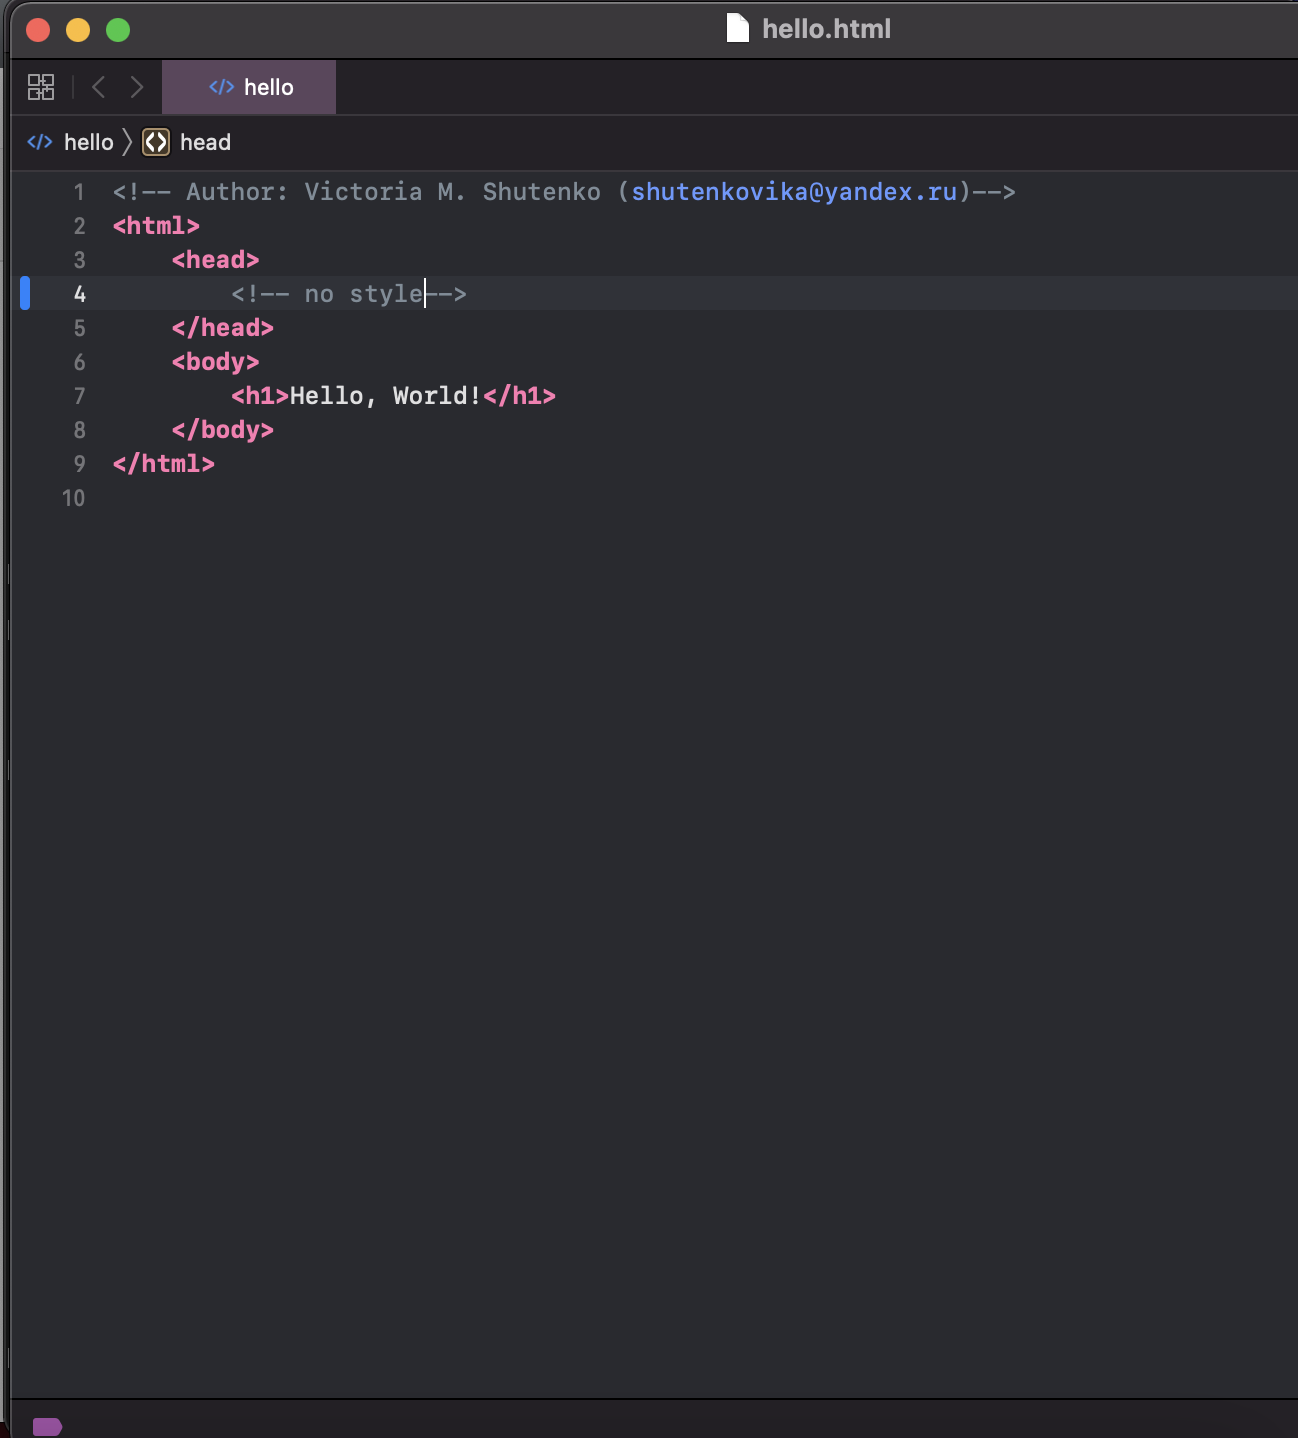 hello.html
</> hello
</> hello 〉 <> head
1 <!-- Author: Victoria M. Shutenko (shutenkovika@yandex.ru)-->
2 <html>
3     <head>
4         <!-- no style-->
5     </head>
6     <body>
7         <h1>Hello, World!</h1>
8     </body>
9 </html>
10